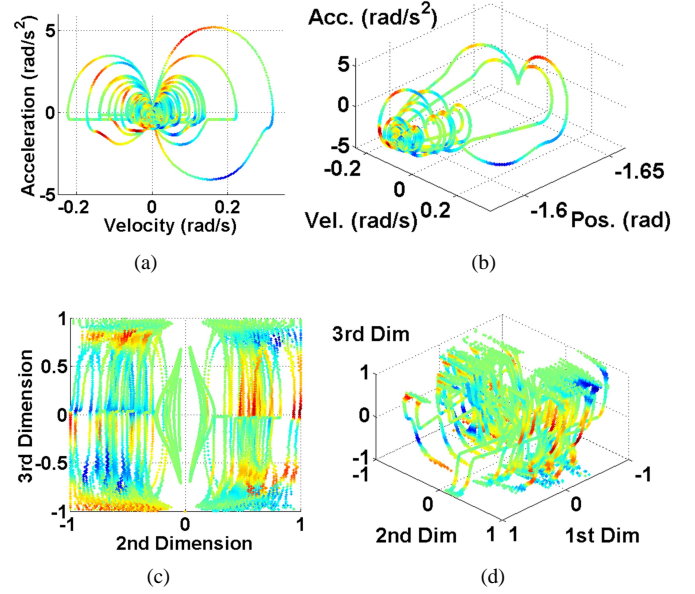 Acceleration (rad/s²)
5
0
-5
-0.2
0
0.2
Velocity (rad/s)
(a)
Acc. (rad/s²)
5
0
-5
-0.2
0
0.2
Vel. (rad/s)
-1.65
-1.6
Pos. (rad)
(b)
3rd Dimension
1
0.5
0
-0.5
-1
-1
0
1
2nd Dimension
(c)
3rd Dim
1
0
-1
-1
0
1
2nd Dim
1
0
-1
1st Dim
(d)